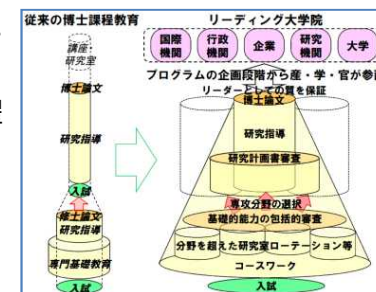 従来の博士課程教育
講座・
研究室
博士論文
研究指導
入試
修士論文
研究指導
専門基礎教育
入試
リーディング大学院
国際
機関
行政
機関
企業
研究
機関
大学
プログラムの企画段階から産・学・官が参
リーダーとしての質を保証
博士論文
研究指導
研究計画書審査
専攻分野の選択
基礎的能力の包括的審査
分野を超えた研究室ローテーション等
コースワーク
入試